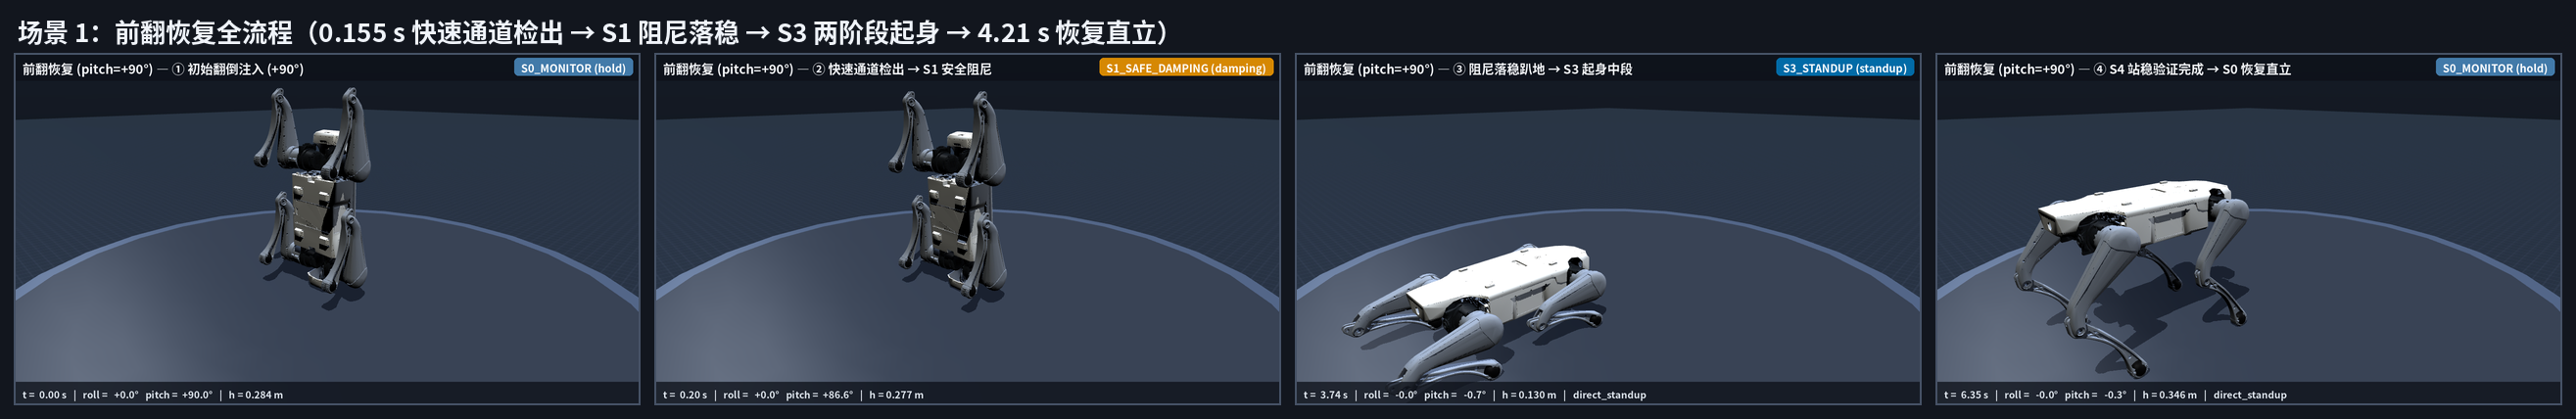 场景 1：前翻恢复全流程（0.155 s 快速通道检出 → S1 阻尼落稳 → S3 两阶段起身 → 4.21 s 恢复直立）
前翻恢复 (pitch=+90°) — ① 初始翻倒注入 (+90°)
S0_MONITOR (hold)
t = 0.00 s | roll = +0.0° pitch = +90.0° | h = 0.284 m
前翻恢复 (pitch=+90°) — ② 快速通道检出 → S1 安全阻尼
S1_SAFE_DAMPING (damping)
t = 0.20 s | roll = +0.0° pitch = +86.6° | h = 0.277 m
前翻恢复 (pitch=+90°) — ③ 阻尼落稳趴地 → S3 起身中段
S3_STANDUP (standup)
t = 3.74 s | roll = -0.0° pitch = -0.7° | h = 0.130 m | direct_standup
前翻恢复 (pitch=+90°) — ④ S4 站稳验证完成 → S0 恢复直立
S0_MONITOR (hold)
t = 6.35 s | roll = -0.0° pitch = -0.3° | h = 0.346 m | direct_standup